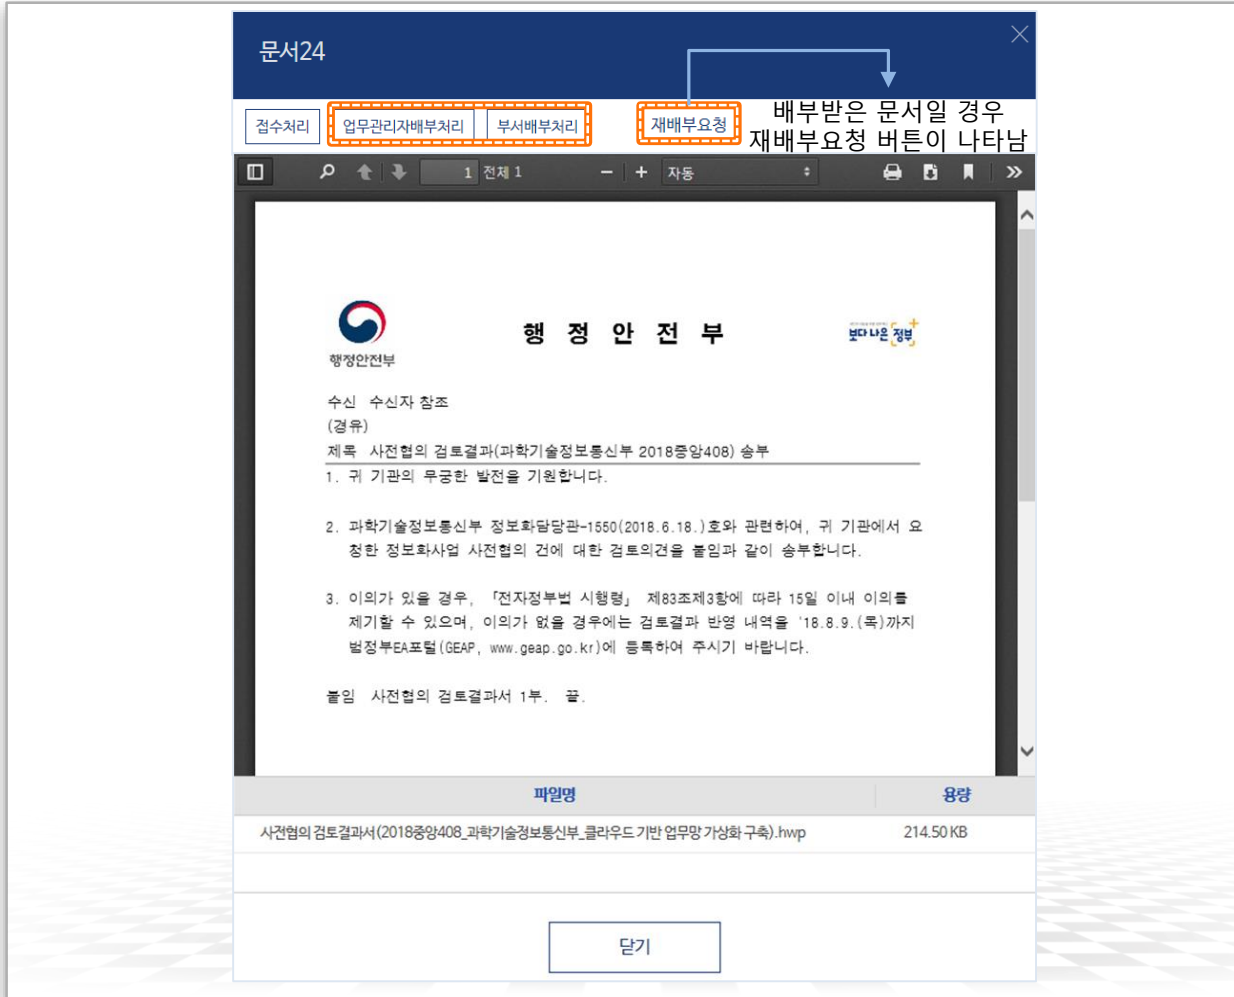 문서24
접수처리 업무관리자배부처리 부서배부처리 재배부요청
배부받은 문서일 경우
재배부요청 버튼이 나타남
1 전체 1 자동
행정안전부
행 정 안 전 부
보다 나은 정부
수신 수신자 참조
(경유)
제목 사전협의 검토결과(과학기술정보통신부 2018중앙408) 송부
1. 귀 기관의 무궁한 발전을 기원합니다.
2. 과학기술정보통신부 정보화담당관-1550(2018.6.18.)호와 관련하여, 귀 기관에서 요
청한 정보화사업 사전협의 건에 대한 검토의견을 붙임과 같이 송부합니다.
3. 이의가 있을 경우, 「전자정부법 시행령」 제83조제3항에 따라 15일 이내 이의를
제기할 수 있으며, 이의가 없을 경우에는 검토결과 반영 내역을 '18.8.9.(목)까지
범정부EA포털(GEAP, www.geap.go.kr)에 등록하여 주시기 바랍니다.
붙임 사전협의 검토결과서 1부. 끝.
파일명 용량
사전협의 검토결과서(2018중앙408_과학기술정보통신부_클라우드 기반 업무망 가상화 구축).hwp 214.50 KB
닫기